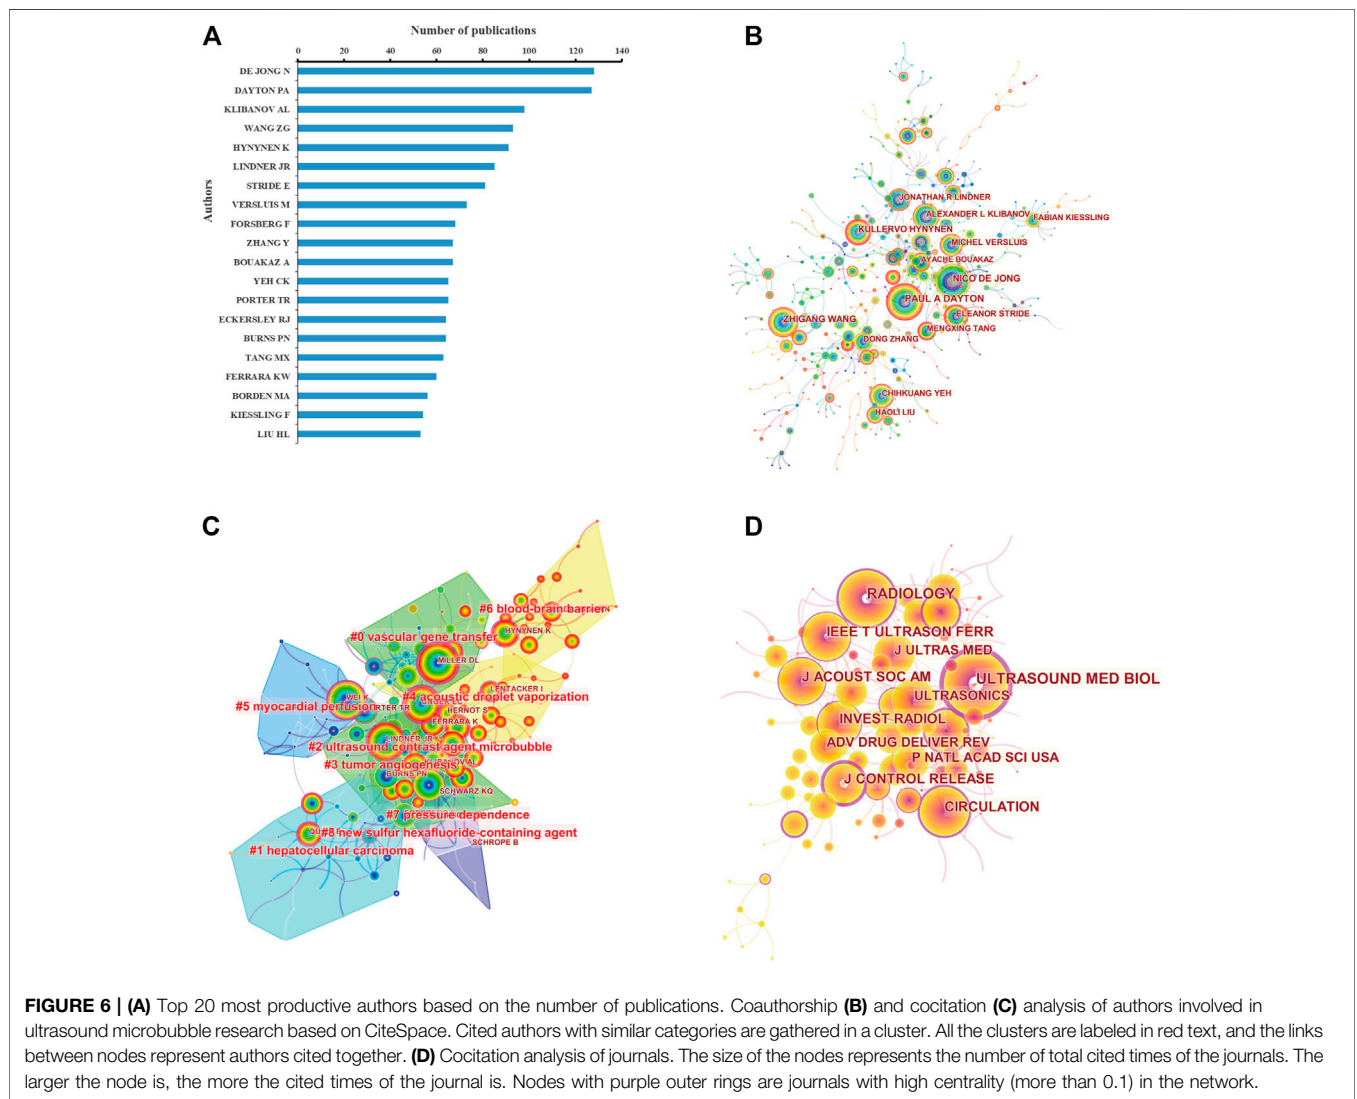 A
Number of publications
0 20 40 60 80 100 120 140
Authors
DE JONG N
DAYTON PA
KLIBANOV AL
WANG ZG
HYNYNEN K
LINDNER JR
STRIDE E
VERSLUIS M
FORSBERG F
ZHANG Y
BOUAKAZ A
YEH CK
PORTER TR
ECKERSLEY RJ
BURNS PN
TANG MX
FERRARA KW
BORDEN MA
KIESSLING F
LIU HL
B
JONATHAN R LINDNER
ALEXANDER L KLIBANOV
FABIAN KIESSLING
KULLERVO HYNYNEN
MICHEL VERSLUIS
AYACHE BOUAKAZ
NICO DE JONG
PAUL A DAYTON
ELEANOR STRIDE
ZHIGANG WANG
MENGXING TANG
DONG ZHANG
CHIHKUANG YEH
HAOLI LIU
C
#6 blood-brain barrier
HYNYNEN K
#0 vascular gene transfer
MILLER DL
LENTACKER I
WEI K
#4 acoustic droplet vaporization
#5 myocardial perfusion
HERNOT S
FERRARA K
LINDNER JR
#2 ultrasound contrast agent microbubble
#3 tumor angiogenesis
BURNS PN
SCHWARZ KQ
#7 pressure dependence
#8 new sulfur hexafluoride-containing agent
SCHROPE B
#1 hepatocellular carcinoma
D
RADIOLOGY
IEEE T ULTRASON FERR
J ULTRAS MED
J ACOUST SOC AM
ULTRASOUND MED BIOL
ULTRASONICS
INVEST RADIOL
ADV DRUG DELIVER REV
P NATL ACAD SCI USA
J CONTROL RELEASE
CIRCULATION
FIGURE 6 | (A) Top 20 most productive authors based on the number of publications. Coauthorship (B) and cocitation (C) analysis of authors involved in
ultrasound microbubble research based on CiteSpace. Cited authors with similar categories are gathered in a cluster. All the clusters are labeled in red text, and the links
between nodes represent authors cited together. (D) Cocitation analysis of journals. The size of the nodes represents the number of total cited times of the journals. The
larger the node is, the more the cited times of the journal is. Nodes with purple outer rings are journals with high centrality (more than 0.1) in the network.